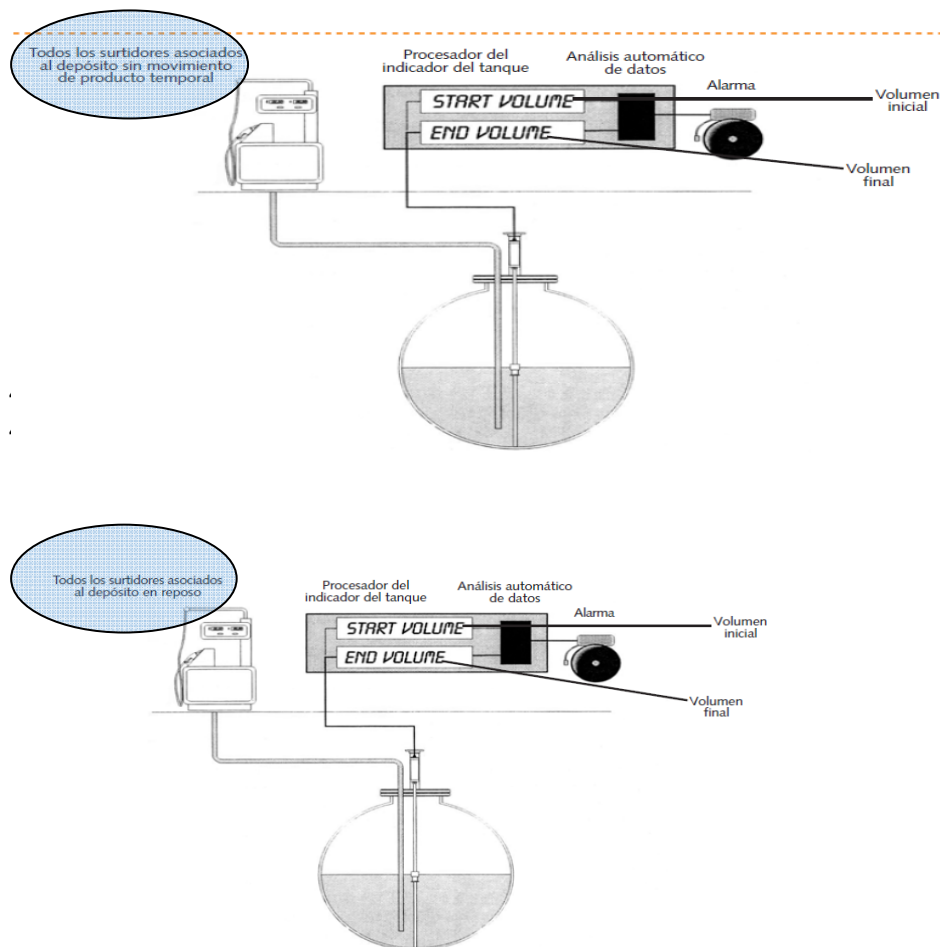 Todos los surtidores asociados
al depósito sin movimiento
de producto temporal
Procesador del
indicador del tanque
Análisis automático
de datos
Alarma
START VOLUME
Volumen
inicial
END VOLUME
Volumen
final
Todos los surtidores asociados
al depósito en reposo
Procesador del
indicador del tanque
Análisis automático
de datos
Alarma
START VOLUME
Volumen
inicial
END VOLUME
Volumen
final